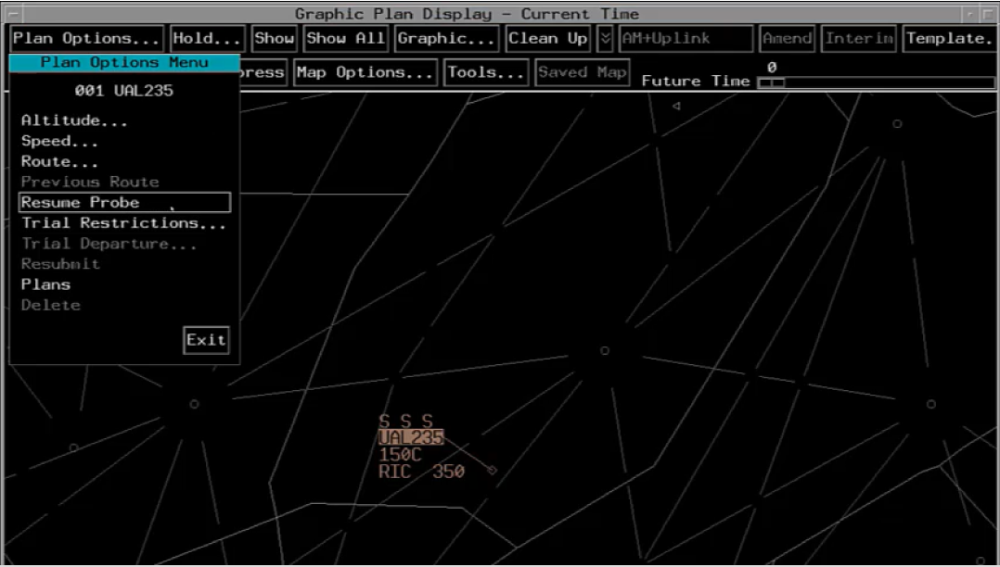 Graphic Plan Display - Current Time
Plan Options... Hold... Show Show All Graphic... Clean Up AM+Uplink Amend Interim Template.
press Map Options... Tools... Saved Map Future Time 0
Plan Options Menu
001 UAL235
Altitude...
Speed...
Route...
Previous Route
Resume Probe
Trial Restrictions...
Trial Departure...
Resubmit
Plans
Delete
Exit
S S S
UAL235
150C
RIC 350